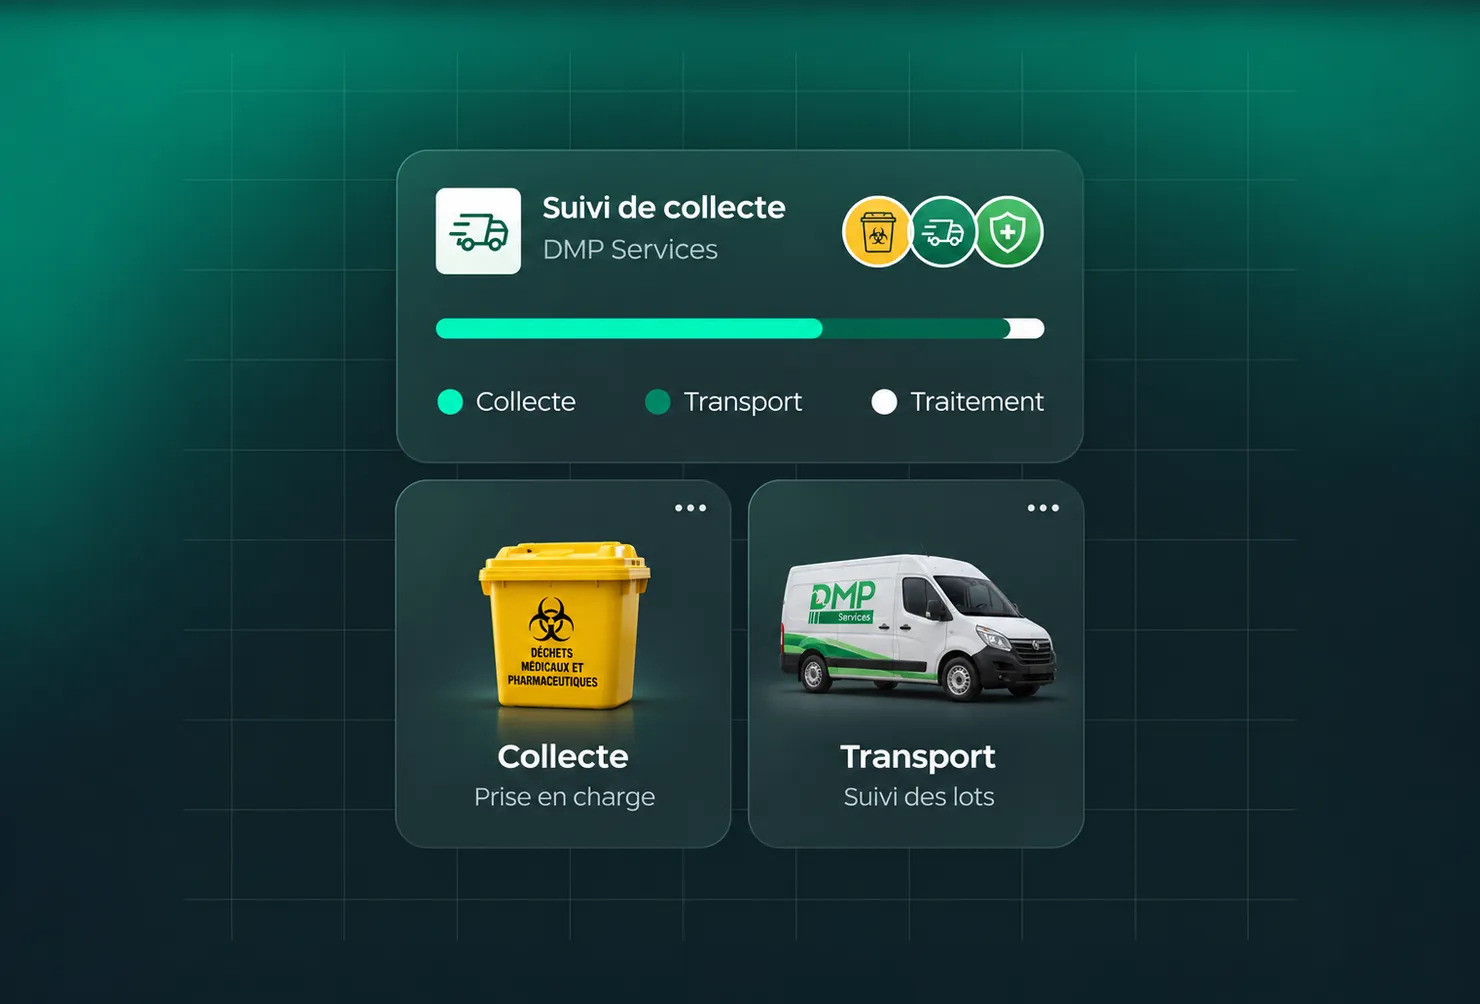 Suivi de collecte
DMP Services
Collecte
Transport
Traitement
DÉCHETS
MÉDICAUX ET
PHARMACEUTIQUES
Collecte
Prise en charge
DMP
Services
Transport
Suivi des lots